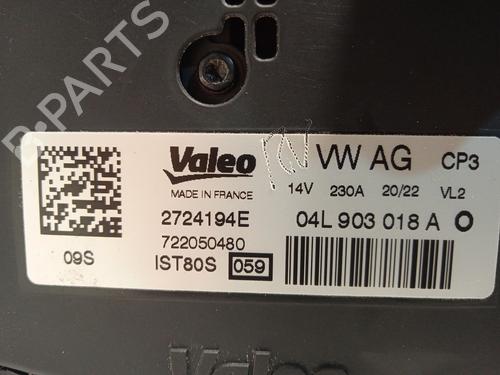 B-PARTS
Valeo VW AG CP3
MADE IN FRANCE 14V 230A 20/22 VL2
2724194E 04L 903 018 A O
722050480
09S IST80S 059
Valeo